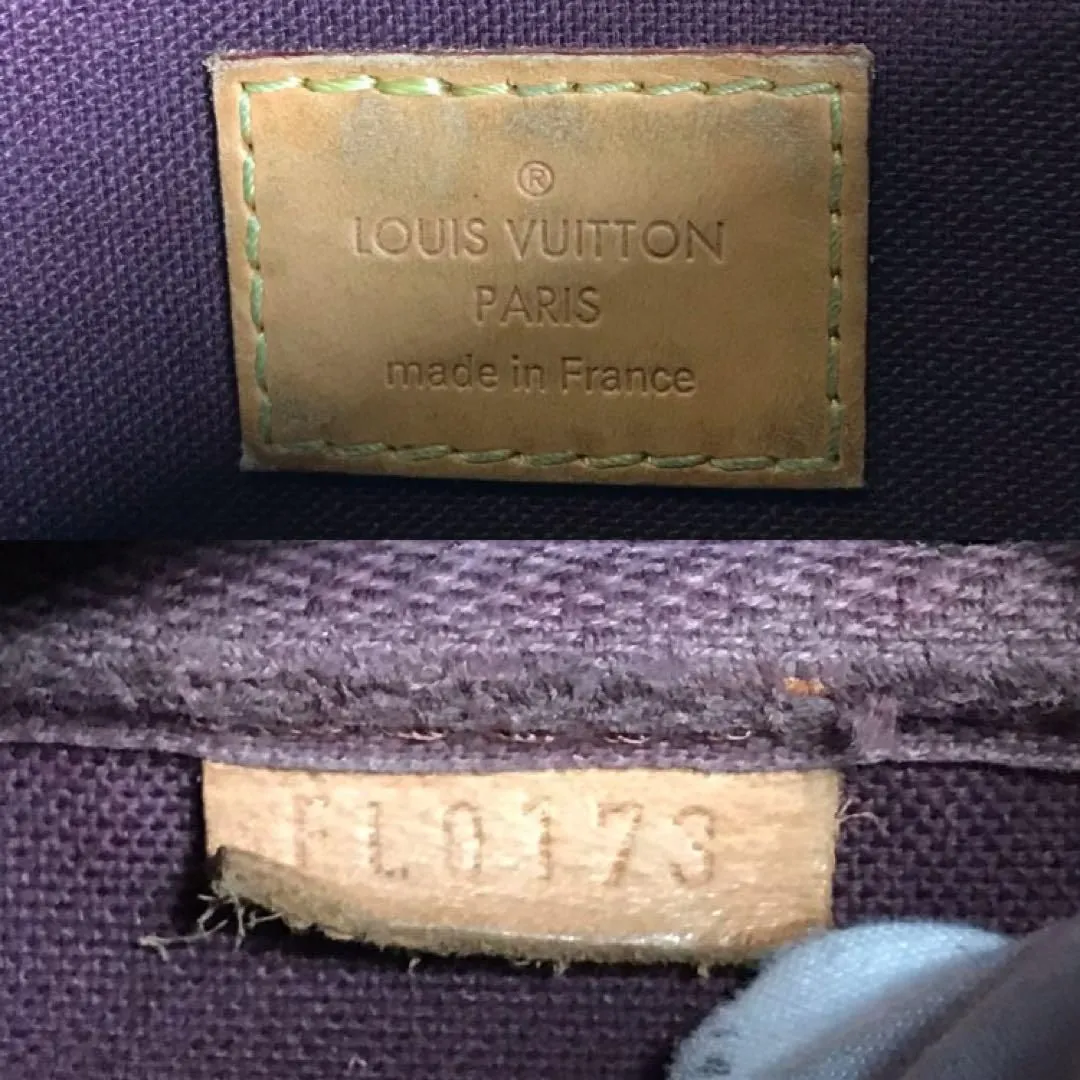 ®
LOUIS VUITTON
PARIS
made in France
FL0173